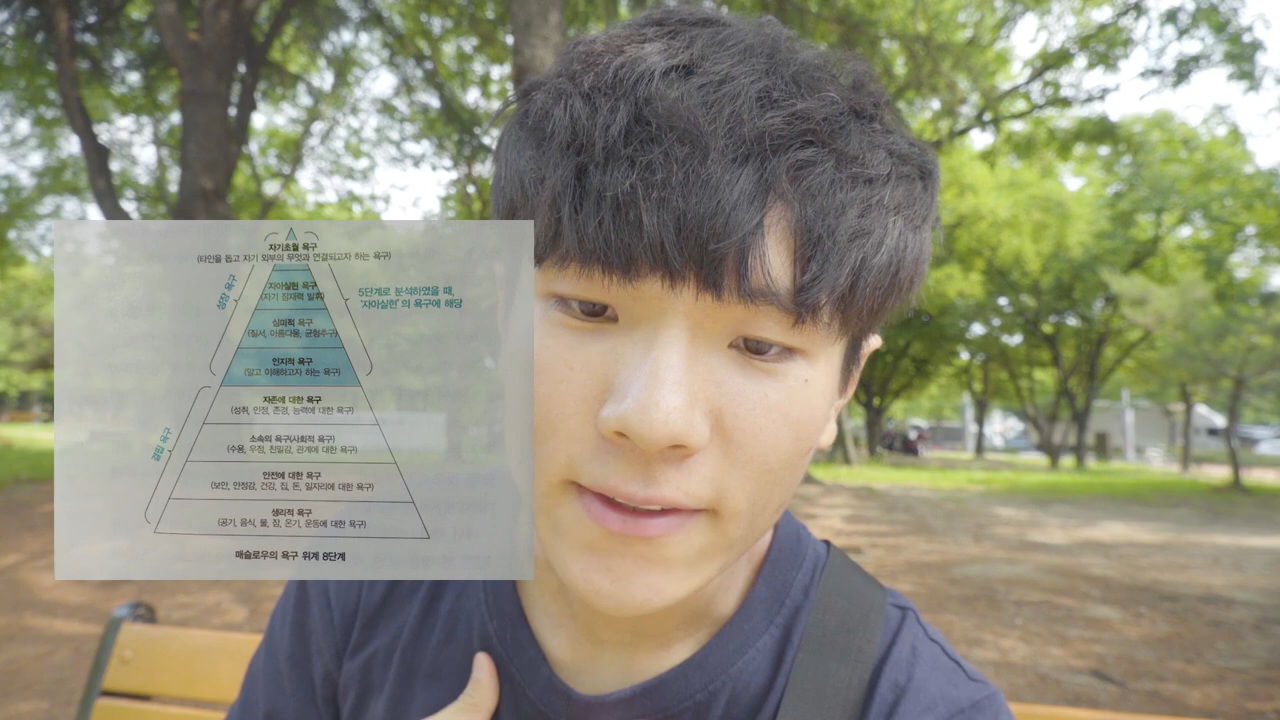 자기초월 욕구
(타인을 돕고 자기 외부의 무엇과 연결되고자 하는 욕구)
자아실현 욕구
(자기 잠재력 발휘)
심미적 욕구
(질서, 아름다움, 균형추구)
인지적 욕구
(알고 이해하고자 하는 욕구)
성장 욕구
5단계로 분석하였을 때,
'자아실현'의 욕구에 해당
자존에 대한 욕구
(성취, 인정, 존경, 능력에 대한 욕구)
소속의 욕구(사회적 욕구)
(수용, 우정, 친밀감, 관계에 대한 욕구)
안전에 대한 욕구
(보안, 안정감, 건강, 집, 돈, 일자리에 대한 욕구)
생리적 욕구
(공기, 음식, 물, 잠, 온기, 운동에 대한 욕구)
결핍 욕구
매슬로우의 욕구 위계 8단계